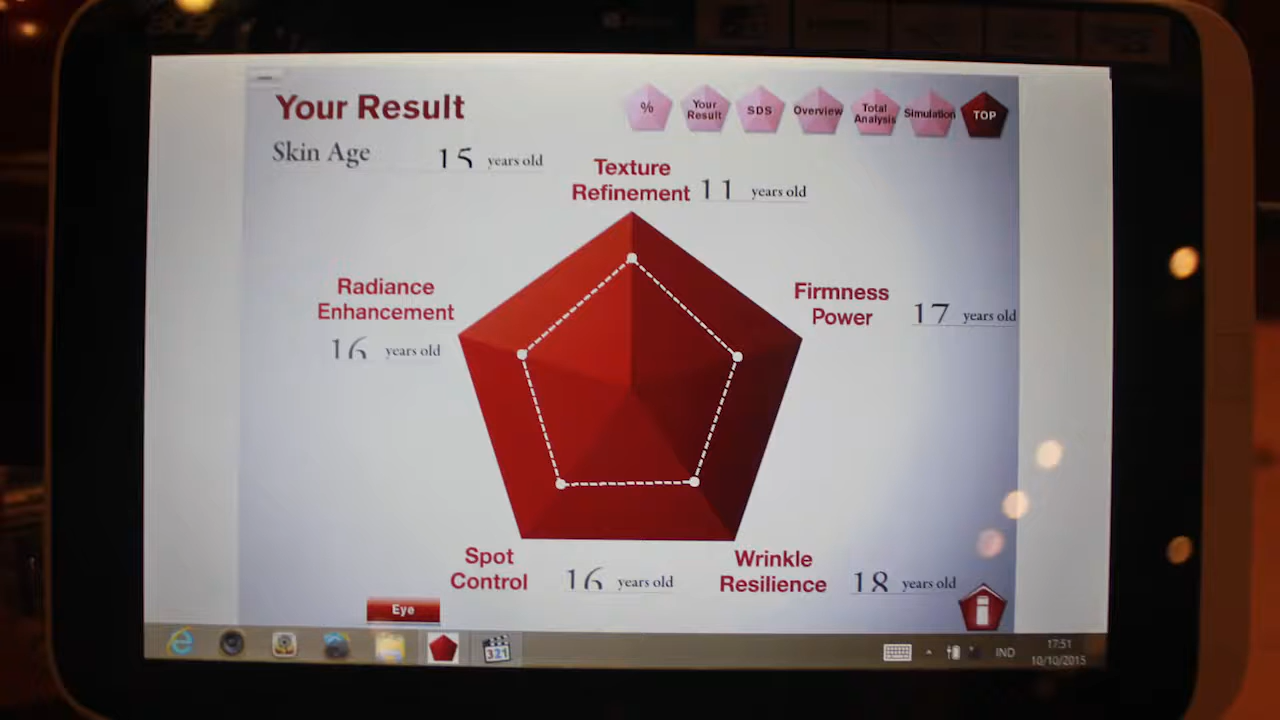 acer
Your Result
%
Your
Result
SDS
Overview
Total
Analysis
Simulation
TOP
Skin Age 15 years old
Texture
Refinement 11 years old
Radiance
Enhancement
16 years old
Firmness
Power 17 years old
Spot
Control 16 years old
Wrinkle
Resilience 18 years old
Eye
321
IND
17:51
10/10/2015